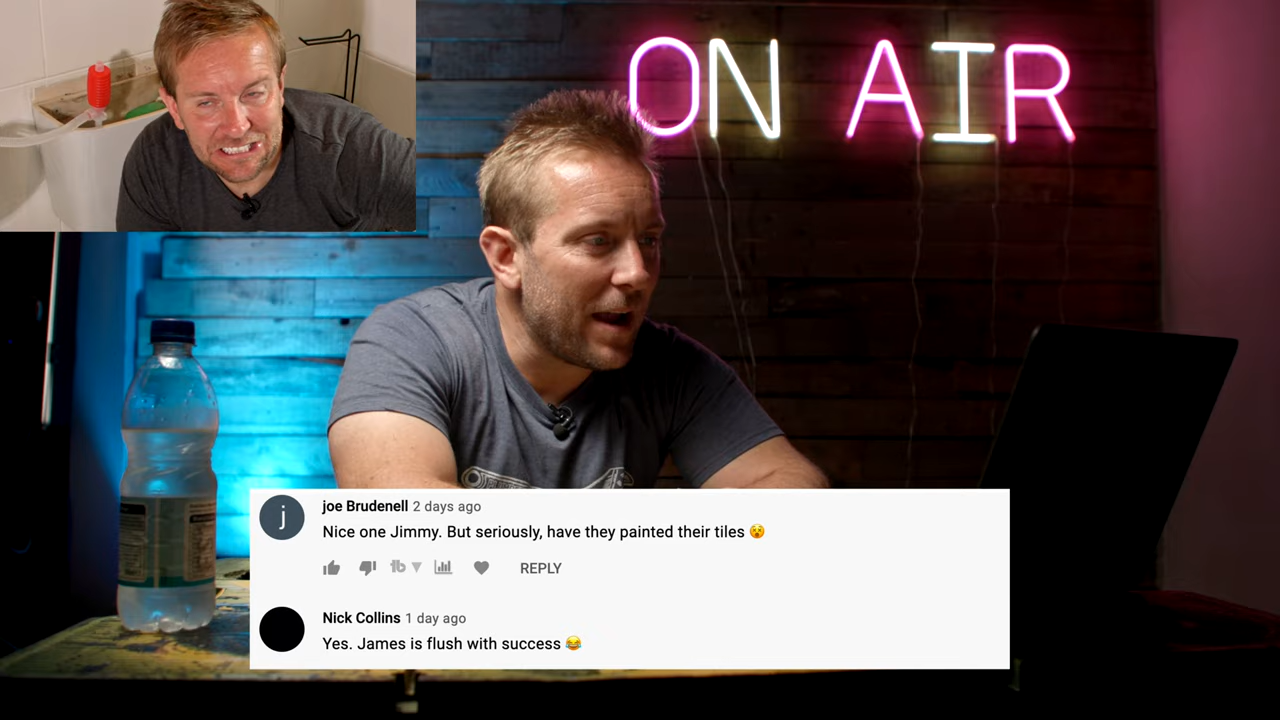 ON AIR
joe Brudenell 2 days ago
Nice one Jimmy. But seriously, have they painted their tiles 😵
REPLY
Nick Collins 1 day ago
Yes. James is flush with success 😂